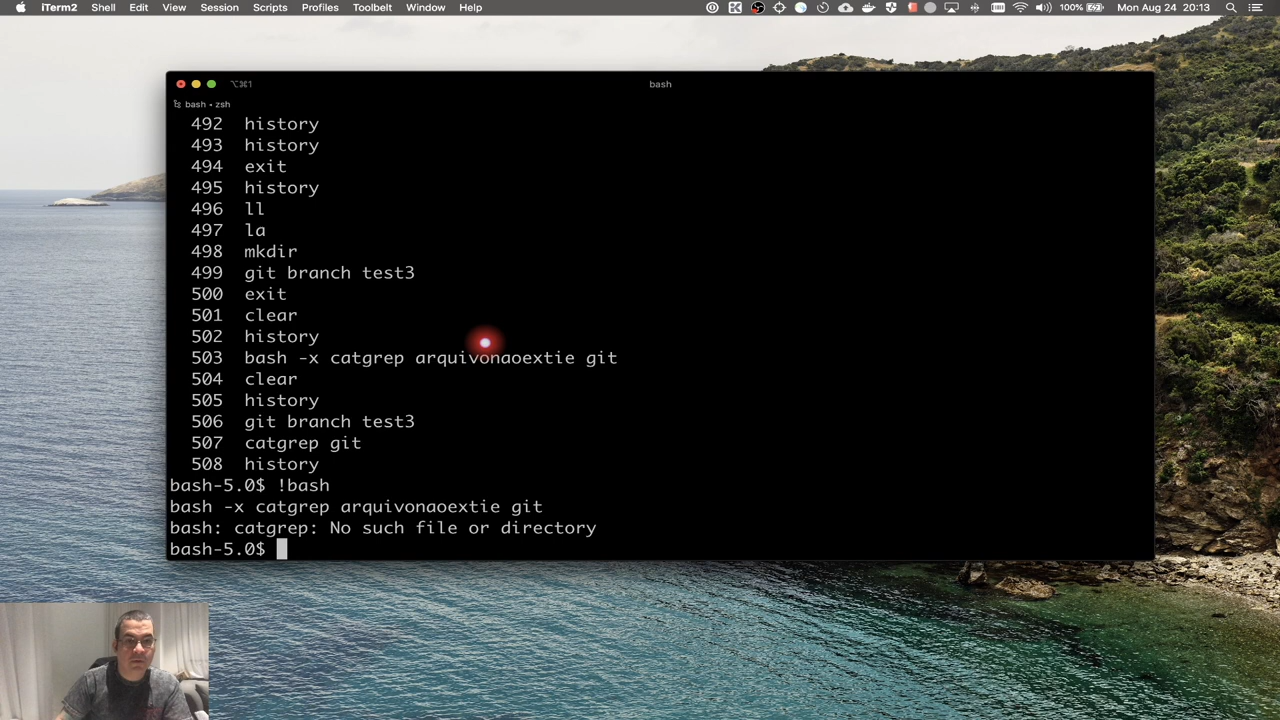 iTerm2 Shell Edit View Session Scripts Profiles Toolbelt Window Help 100% Mon Aug 24 20:13
⌥⌘1 bash
bash • zsh
492 history
493 history
494 exit
495 history
496 ll
497 la
498 mkdir
499 git branch test3
500 exit
501 clear
502 history
503 bash -x catgrep arquivonaoextie git
504 clear
505 history
506 git branch test3
507 catgrep git
508 history
bash-5.0$ !bash
bash -x catgrep arquivonaoextie git
bash: catgrep: No such file or directory
bash-5.0$